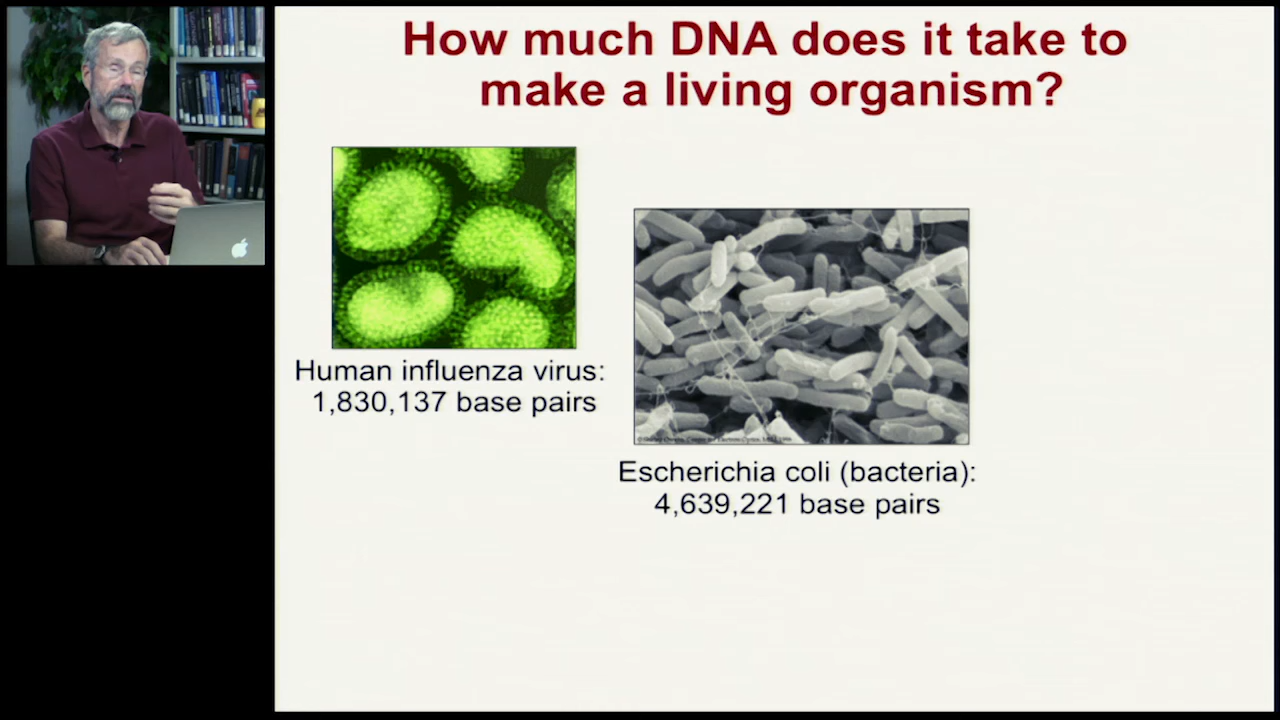 How much DNA does it take to
make a living organism?
Human influenza virus:
1,830,137 base pairs
Escherichia coli (bacteria):
4,639,221 base pairs